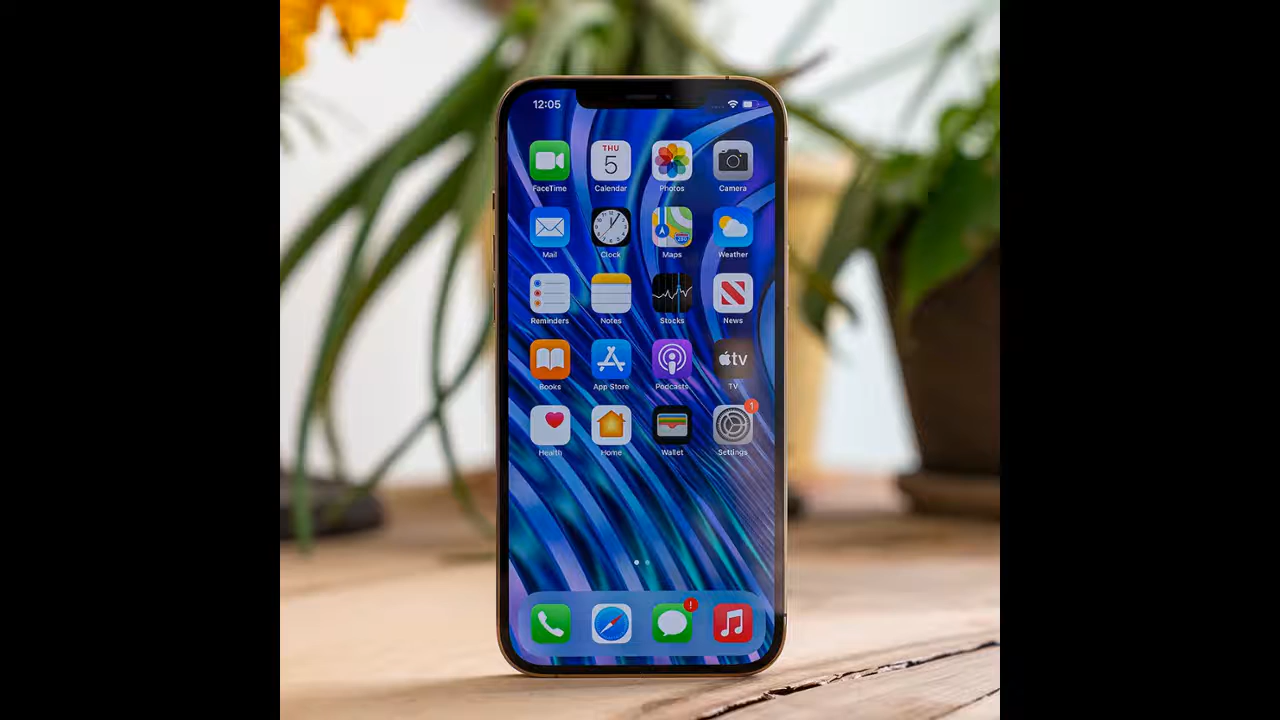 12:05
THU
5
FaceTime Calendar Photos Camera
Mail Clock Maps Weather
Reminders Notes Stocks News
tv
Books App Store Podcasts TV
1
Health Home Wallet Settings
!